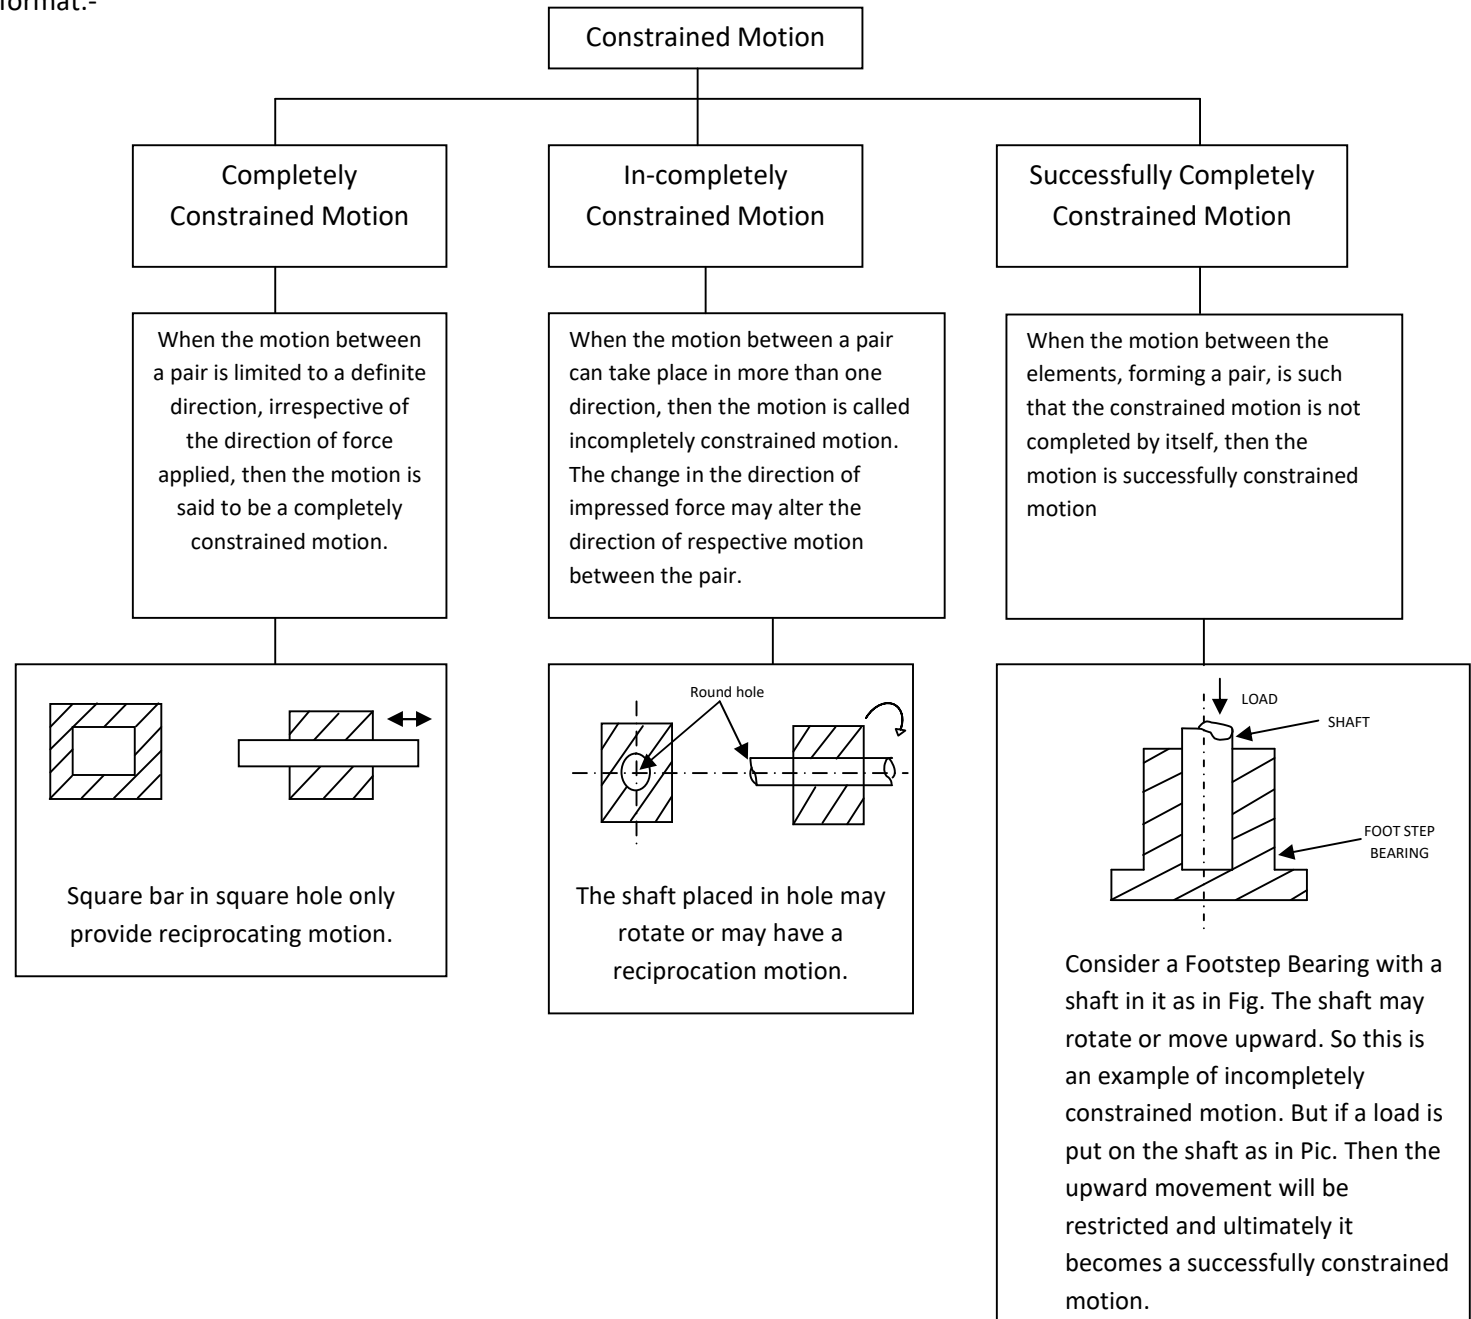 format:-
Constrained Motion
Completely
Constrained Motion
In-completely
Constrained Motion
Successfully Completely
Constrained Motion
When the motion between
a pair is limited to a definite
direction, irrespective of
the direction of force
applied, then the motion is
said to be a completely
constrained motion.
When the motion between a pair
can take place in more than one
direction, then the motion is called
incompletely constrained motion.
The change in the direction of
impressed force may alter the
direction of respective motion
between the pair.
When the motion between the
elements, forming a pair, is such
that the constrained motion is not
completed by itself, then the
motion is successfully constrained
motion
Square bar in square hole only
provide reciprocating motion.
Round hole
The shaft placed in hole may
rotate or may have a
reciprocation motion.
LOAD
SHAFT
FOOT STEP
BEARING
Consider a Footstep Bearing with a
shaft in it as in Fig. The shaft may
rotate or move upward. So this is
an example of incompletely
constrained motion. But if a load is
put on the shaft as in Pic. Then the
upward movement will be
restricted and ultimately it
becomes a successfully constrained
motion.